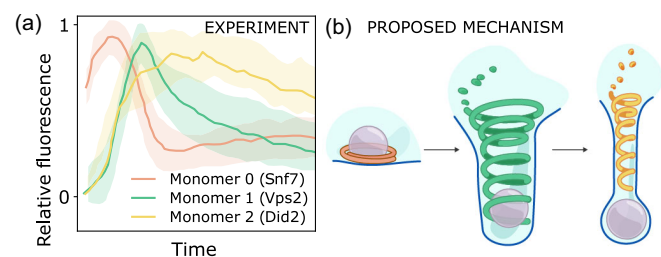 (a)
EXPERIMENT
1
0
Relative fluorescence
Monomer 0 (Snf7)
Monomer 1 (Vps2)
Monomer 2 (Did2)
Time
(b)
PROPOSED MECHANISM